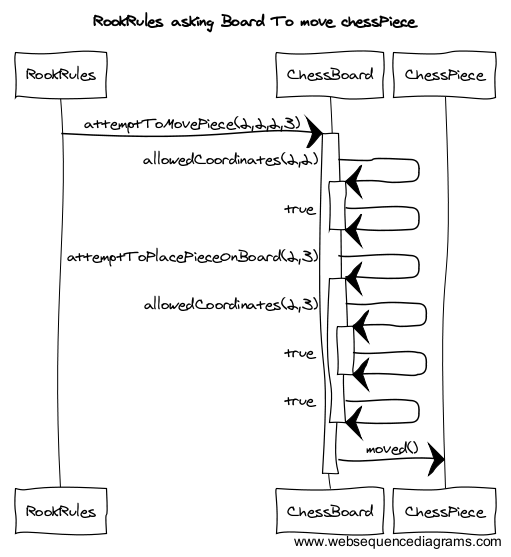 RookRules asking Board To move chessPiece
RookRules ChessBoard ChessPiece
attemptToMovePiece(2,2,2,3)
allowedCoordinates(2,2)
true
attemptToPlacePieceOnBoard(2,3)
allowedCoordinates(2,3)
true
true
moved()
RookRules ChessBoard ChessPiece
www.websequencediagrams.com